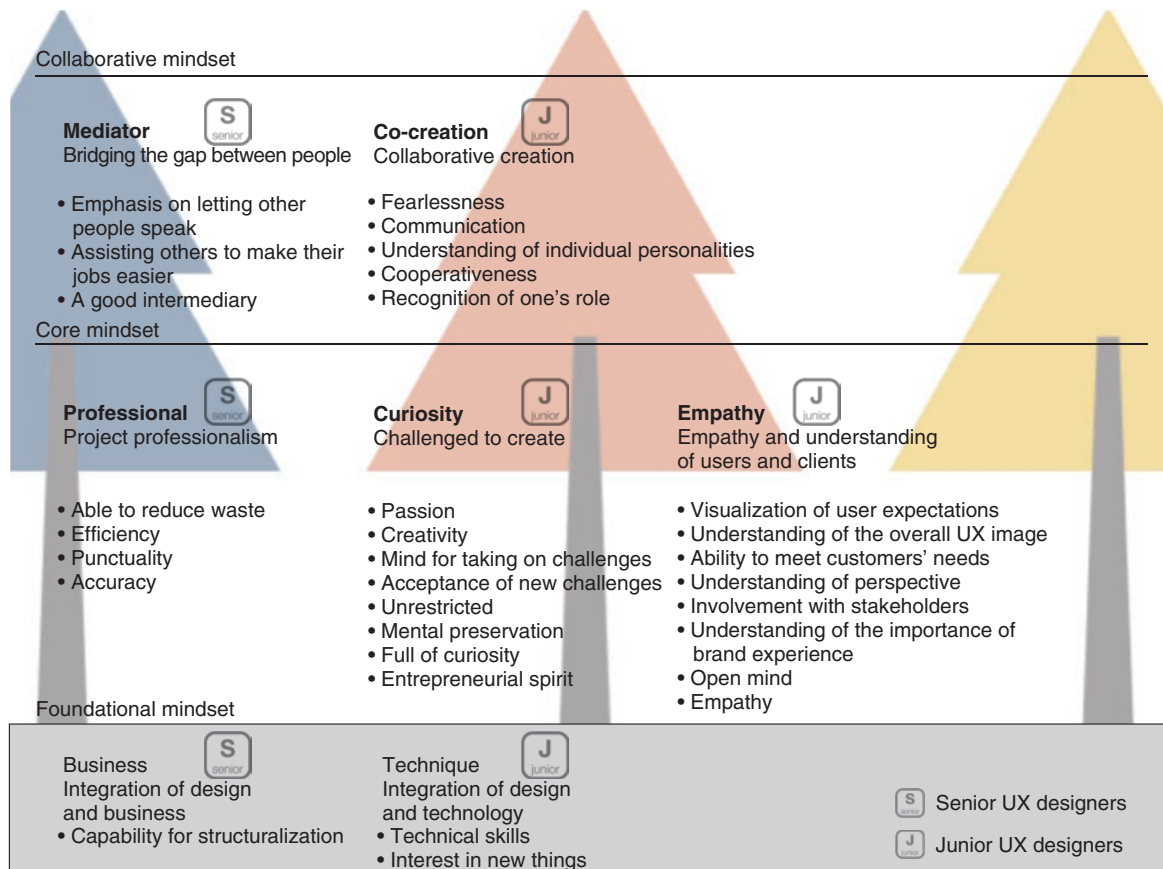 Collaborative mindset
S
senior
Mediator
Bridging the gap between people
• Emphasis on letting other
people speak
• Assisting others to make their
jobs easier
• A good intermediary
J
junior
Co-creation
Collaborative creation
• Fearlessness
• Communication
• Understanding of individual personalities
• Cooperativeness
• Recognition of one's role
Core mindset
S
senior
Professional
Project professionalism
• Able to reduce waste
• Efficiency
• Punctuality
• Accuracy
J
junior
Curiosity
Challenged to create
• Passion
• Creativity
• Mind for taking on challenges
• Acceptance of new challenges
• Unrestricted
• Mental preservation
• Full of curiosity
• Entrepreneurial spirit
J
junior
Empathy
Empathy and understanding
of users and clients
• Visualization of user expectations
• Understanding of the overall UX image
• Ability to meet customers' needs
• Understanding of perspective
• Involvement with stakeholders
• Understanding of the importance of
brand experience
• Open mind
• Empathy
Foundational mindset
S
senior
Business
Integration of design
and business
• Capability for structuralization
J
junior
Technique
Integration of design
and technology
• Technical skills
• Interest in new things
S
senior
Senior UX designers
J
junior
Junior UX designers